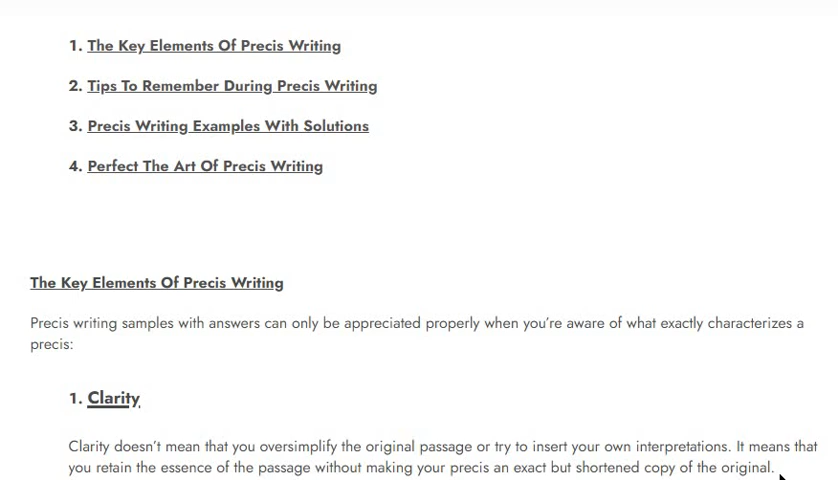 1. The Key Elements Of Precis Writing
2. Tips To Remember During Precis Writing
3. Precis Writing Examples With Solutions
4. Perfect The Art Of Precis Writing
The Key Elements Of Precis Writing
Precis writing samples with answers can only be appreciated properly when you're aware of what exactly characterizes a
precis:
1. Clarity
Clarity doesn't mean that you oversimplify the original passage or try to insert your own interpretations. It means that
you retain the essence of the passage without making your precis an exact but shortened copy of the original.